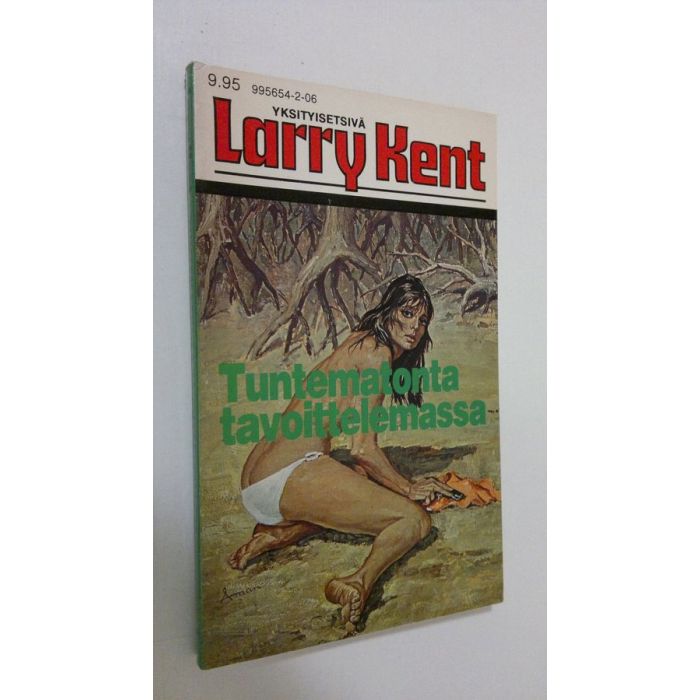 9.95 995654-2-06
YKSITYISETSIVÄ
Larry Kent
Tuntematonta
tavoittelemassa